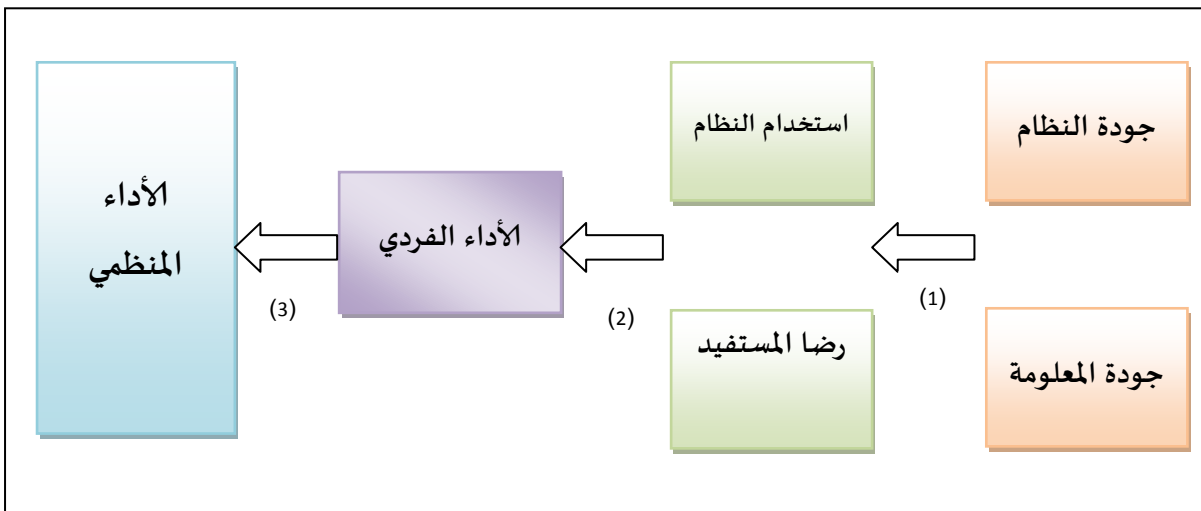 جودة النظام
جودة المعلومة
(1)
استخدام النظام
رضا المستفيد
(2)
الأداء الفردي
(3)
الأداء
المنظمي